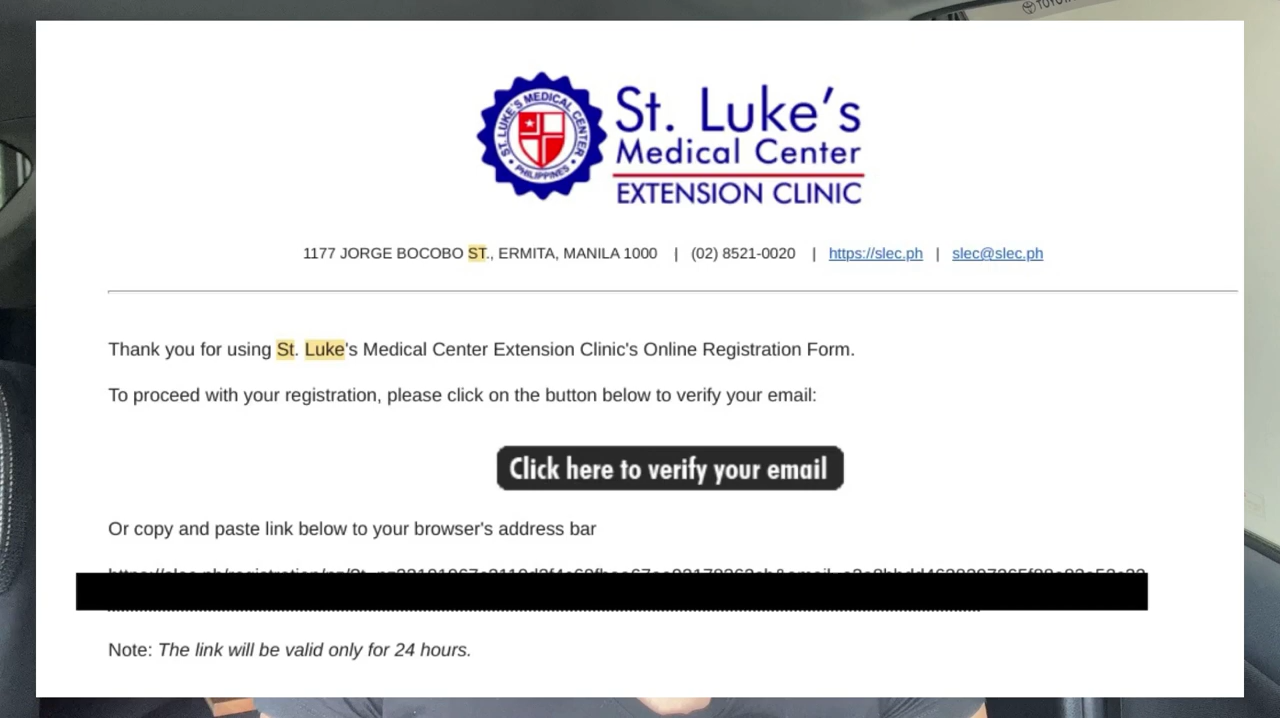 TOYOTA
ST. LUKE'S MEDICAL CENTER
PHILIPPINES
St. Luke's
Medical Center
EXTENSION CLINIC
1177 JORGE BOCOBO ST., ERMITA, MANILA 1000 | (02) 8521-0020 | https://slec.ph | slec@slec.ph
Thank you for using St. Luke's Medical Center Extension Clinic's Online Registration Form.
To proceed with your registration, please click on the button below to verify your email:
Click here to verify your email
Or copy and paste link below to your browser's address bar
Note: The link will be valid only for 24 hours.